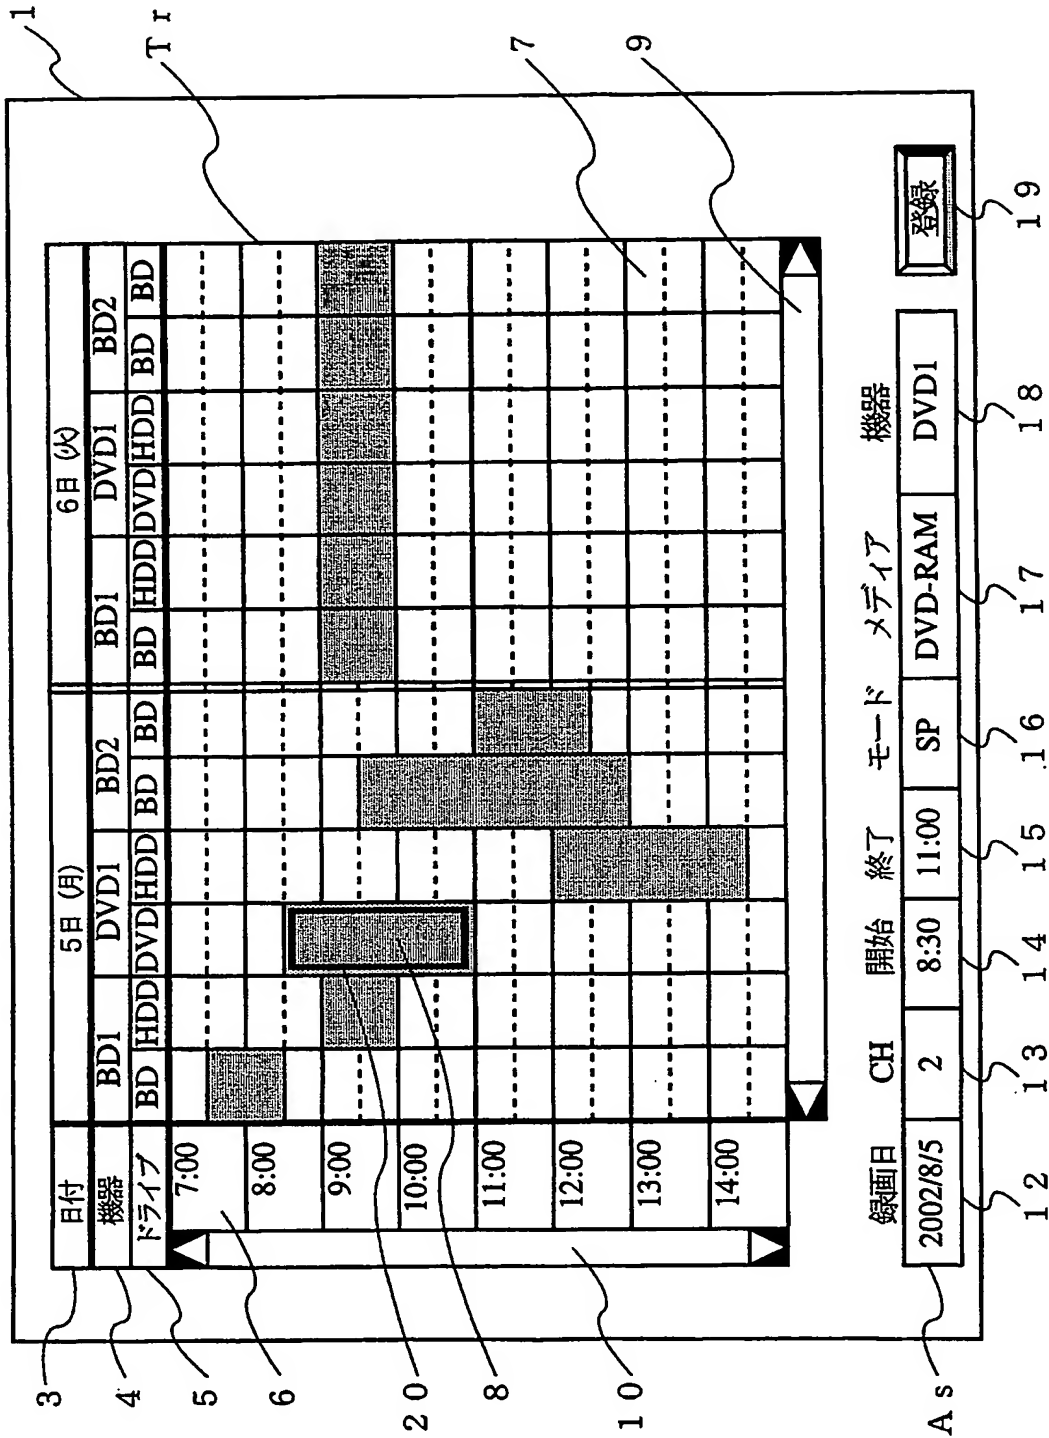 1
Tr
7
9
日付 5日(月) 6日(火)
機器 BD1 DVD1 BD2 BD1 DVD1 BD2
ドライブ BD HDD DVD HDD BD BD BD HDD DVD HDD BD BD
7:00
8:00
9:00
10:00
11:00
12:00
13:00
14:00
録画日 CH 開始 終了 モード メディア 機器
2002/8/5 2 8:30 11:00 SP DVD-RAM DVD1 登録
12 13 14 15 16 17 18 19
3
4
5
6
20
8
10
As